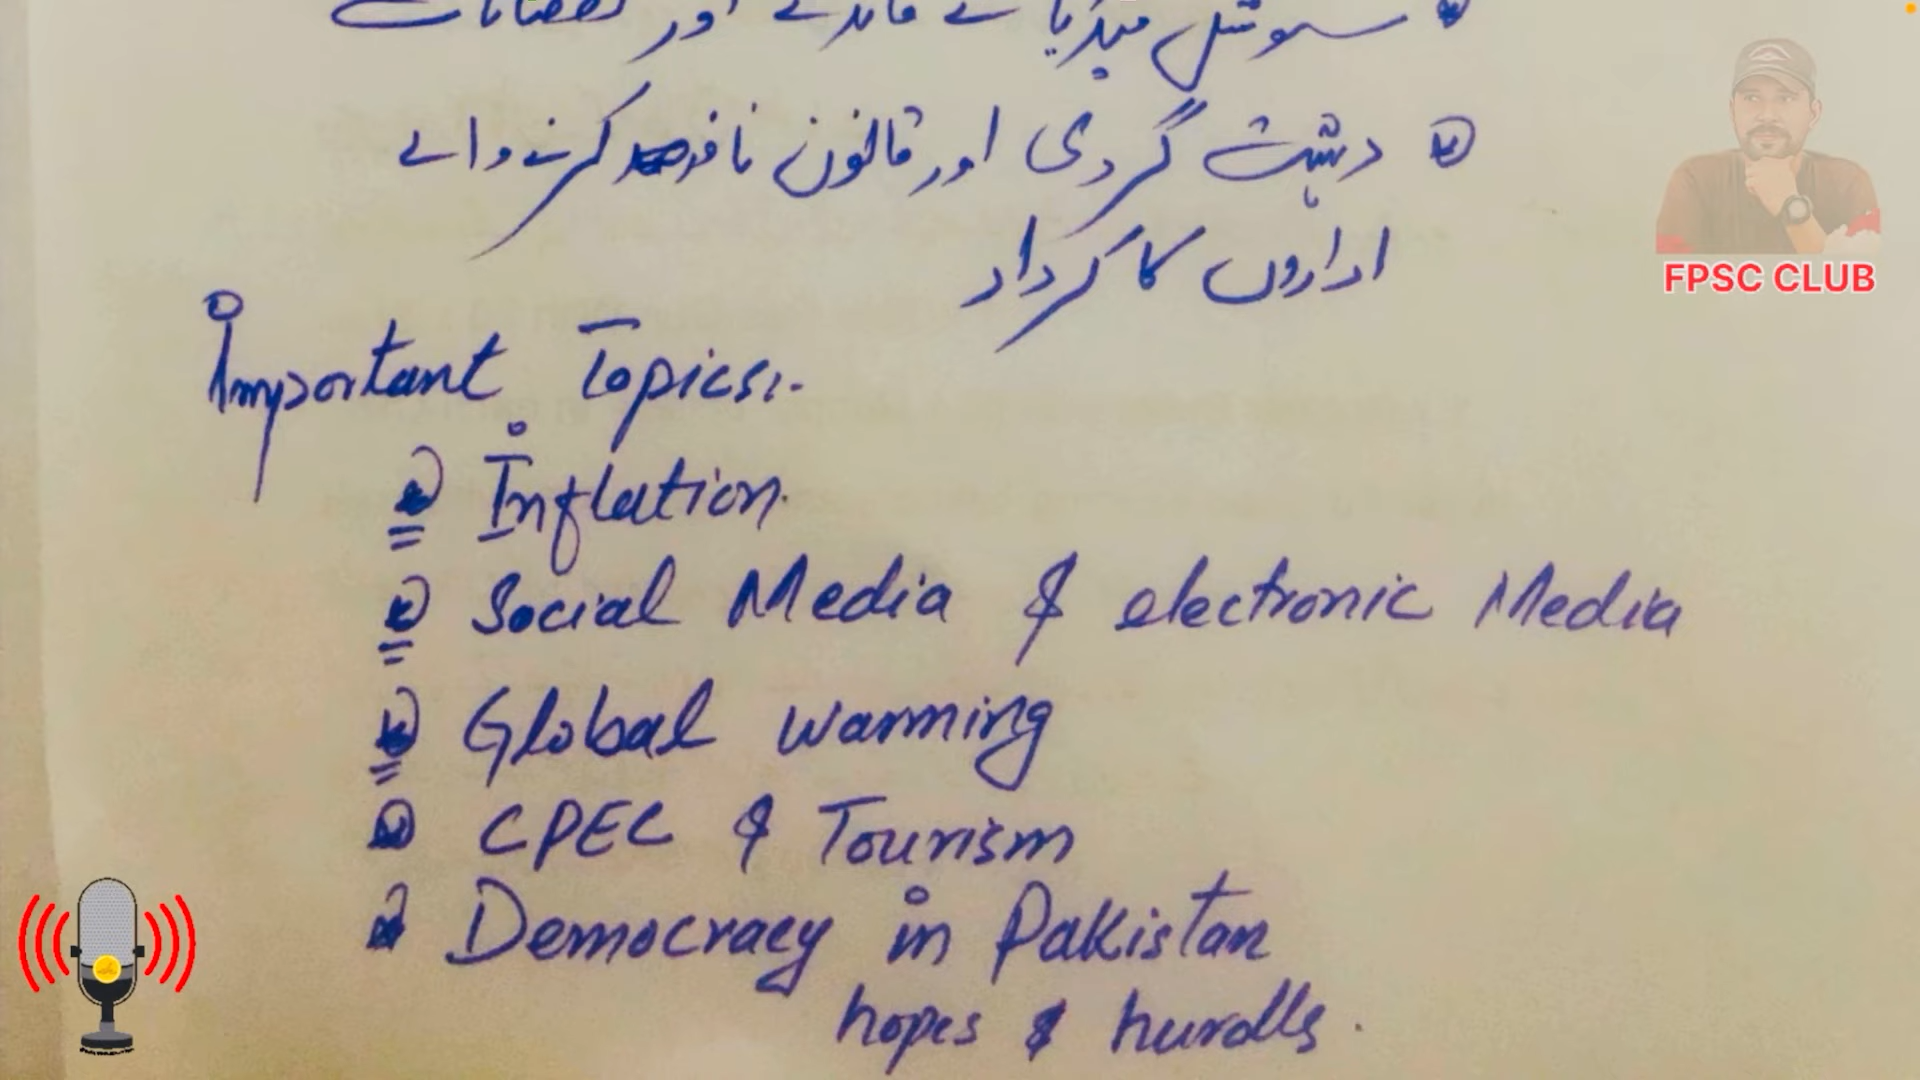 سوشل میڈیا کے فائدے اور نقصانات
دہشت گردی اور قانون نافذ کرنے والے
اداروں کا کردار
Important Topics:-
Inflation.
Social Media & electronic Media
Global warming
CPEC & Tourism
Democracy in Pakistan
hopes & hurdls.
FPSC CLUB